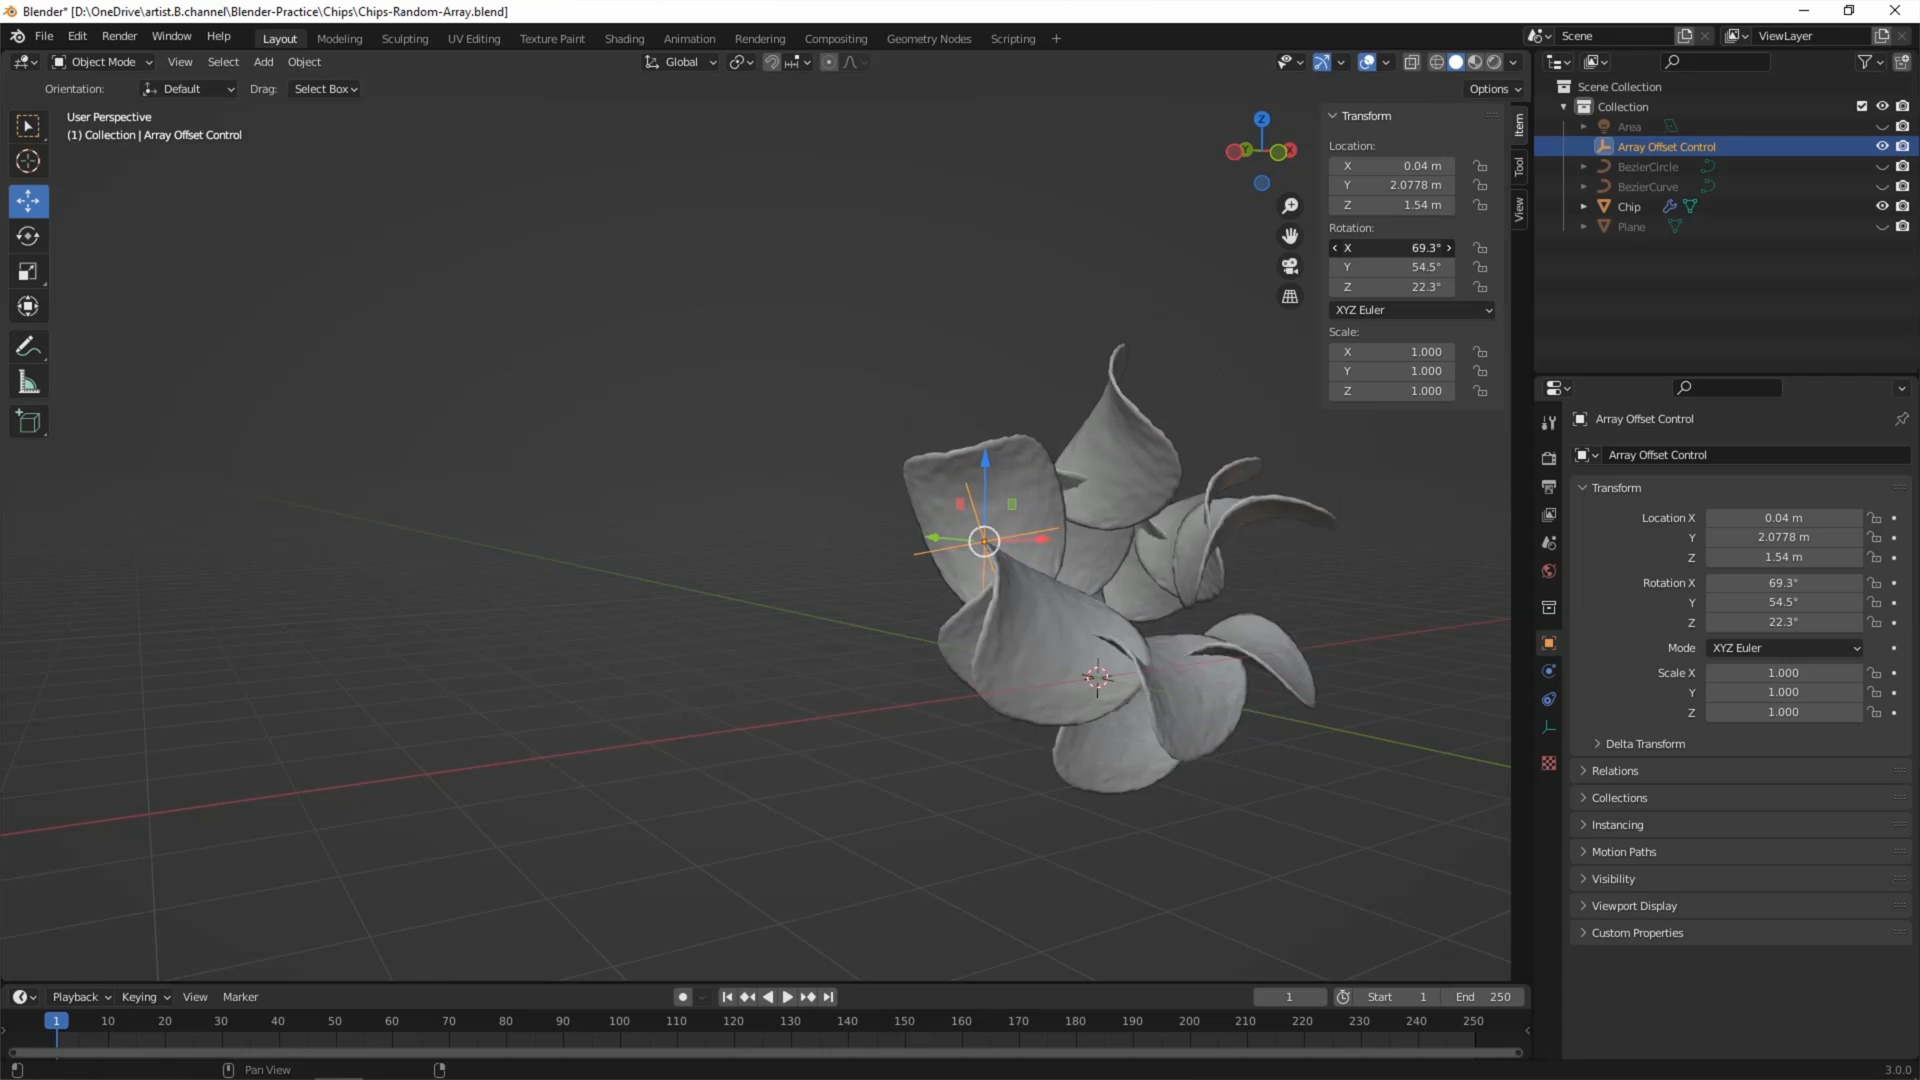 Blender* [D:\OneDrive\artist.B.channel\Blender-Practice\Chips\Chips-Random-Array.blend]
File Edit Render Window Help Layout Modeling Sculpting UV Editing Texture Paint Shading Animation Rendering Compositing Geometry Nodes Scripting + Scene ViewLayer
Object Mode View Select Add Object Global
Orientation: Default Drag: Select Box Options
User Perspective
(1) Collection | Array Offset Control
Z
Y
X
Transform
Location:
X 0.04 m
Y 2.0778 m
Z 1.54 m
Rotation:
X 69.3°
Y 54.5°
Z 22.3°
XYZ Euler
Scale:
X 1.000
Y 1.000
Z 1.000
Item
Tool
View
Scene Collection
Collection
Area
Array Offset Control
BezierCircle
BezierCurve
Chip
Plane
Array Offset Control
Array Offset Control
Transform
Location X 0.04 m
Y 2.0778 m
Z 1.54 m
Rotation X 69.3°
Y 54.5°
Z 22.3°
Mode XYZ Euler
Scale X 1.000
Y 1.000
Z 1.000
Delta Transform
Relations
Collections
Instancing
Motion Paths
Visibility
Viewport Display
Custom Properties
Playback Keying View Marker 1 Start 1 End 250
1 10 20 30 40 50 60 70 80 90 100 110 120 130 140 150 160 170 180 190 200 210 220 230 240 250
Pan View 3.0.0